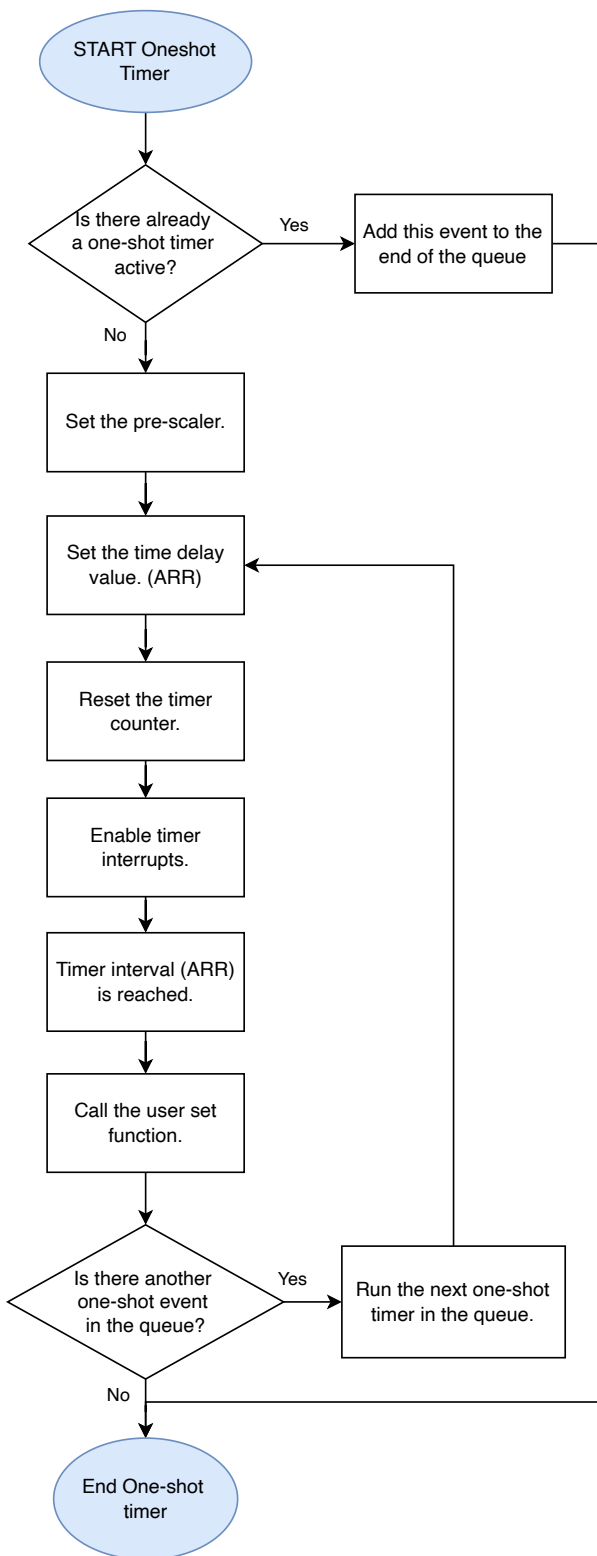 START Oneshot
Timer
Is there already
a one-shot timer
active?
Yes
Add this event to the
end of the queue
No
Set the pre-scaler.
Set the time delay
value. (ARR)
Reset the timer
counter.
Enable timer
interrupts.
Timer interval (ARR)
is reached.
Call the user set
function.
Is there another
one-shot event
in the queue?
Yes
Run the next one-shot
timer in the queue.
No
End One-shot
timer